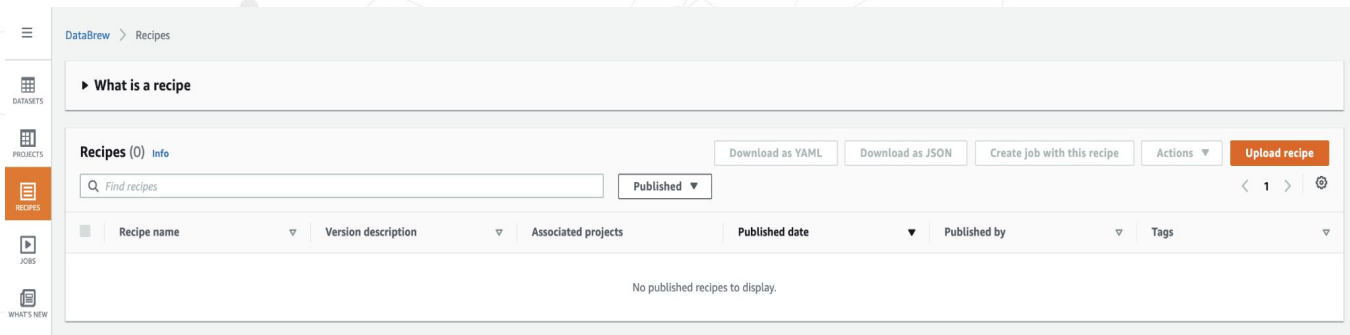 DataBrew > Recipes
DATASETS
PROJECTS
RECIPES
JOBS
WHAT'S NEW
What is a recipe
Recipes (0) Info
Download as YAML
Download as JSON
Create job with this recipe
Actions
Upload recipe
Find recipes
Published
1
Recipe name
Version description
Associated projects
Published date
Published by
Tags
No published recipes to display.